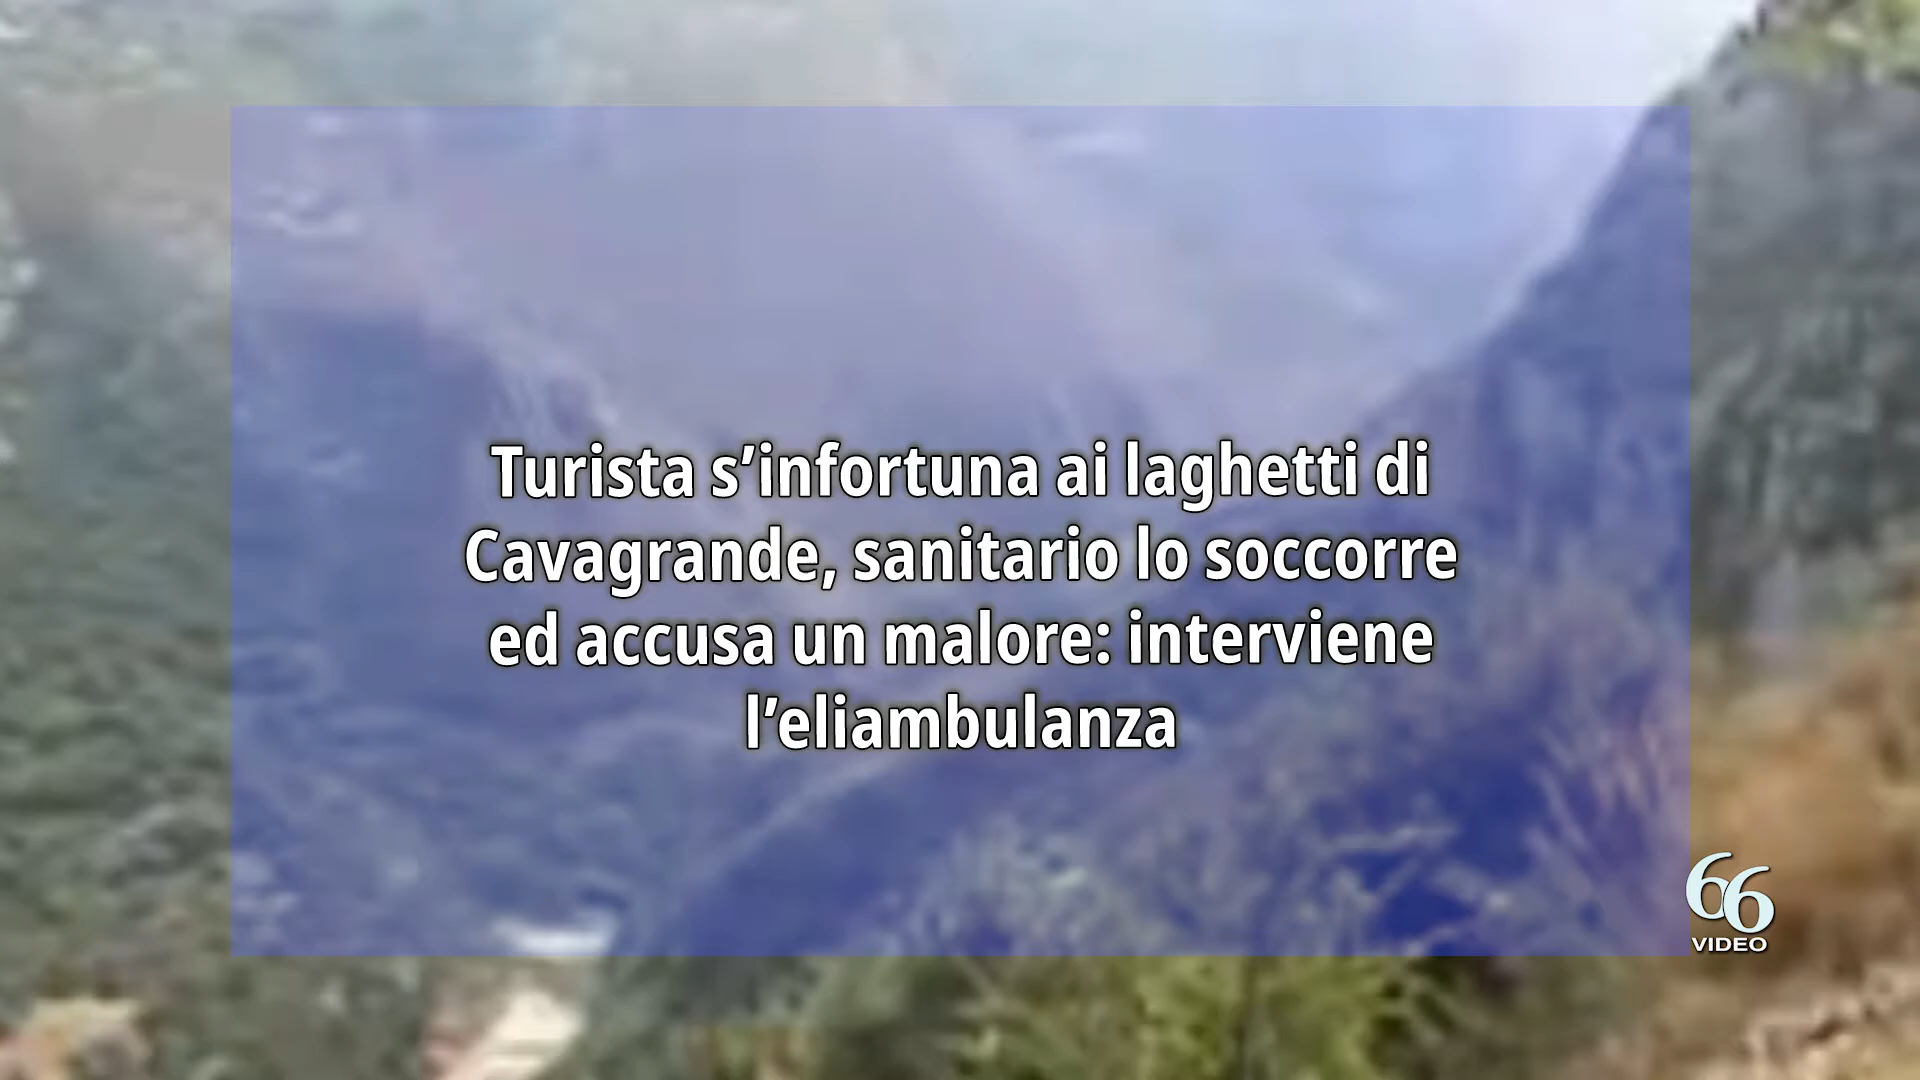 Turista s’infortuna ai laghetti di
Cavagrande, sanitario lo soccorre
ed accusa un malore: interviene
l’eliambulanza
66
VIDEO